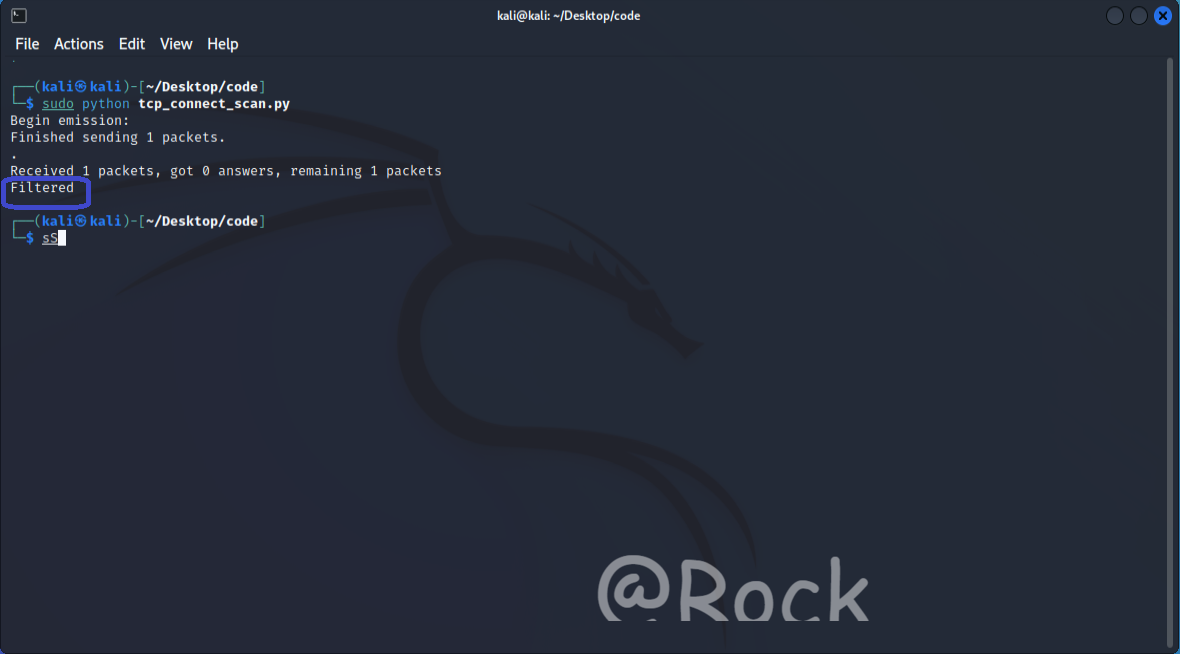 kali@kali: ~/Desktop/code
File Actions Edit View Help
┌──(kali㉿kali)-[~/Desktop/code]
└─$ sudo python tcp_connect_scan.py
Begin emission:
Finished sending 1 packets.
.
Received 1 packets, got 0 answers, remaining 1 packets
Filtered
┌──(kali㉿kali)-[~/Desktop/code]
└─$ sS
@Rock